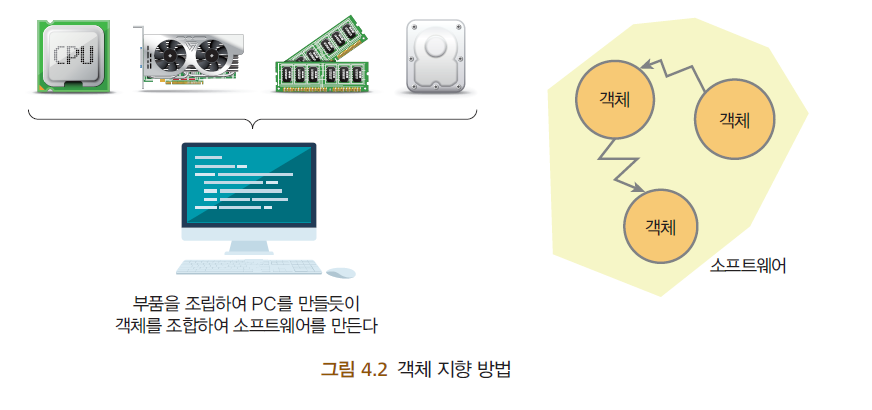 CPU
객체
객체
객체
소프트웨어
부품을 조립하여 PC를 만들듯이
객체를 조합하여 소프트웨어를 만든다
그림 4.2 객체 지향 방법